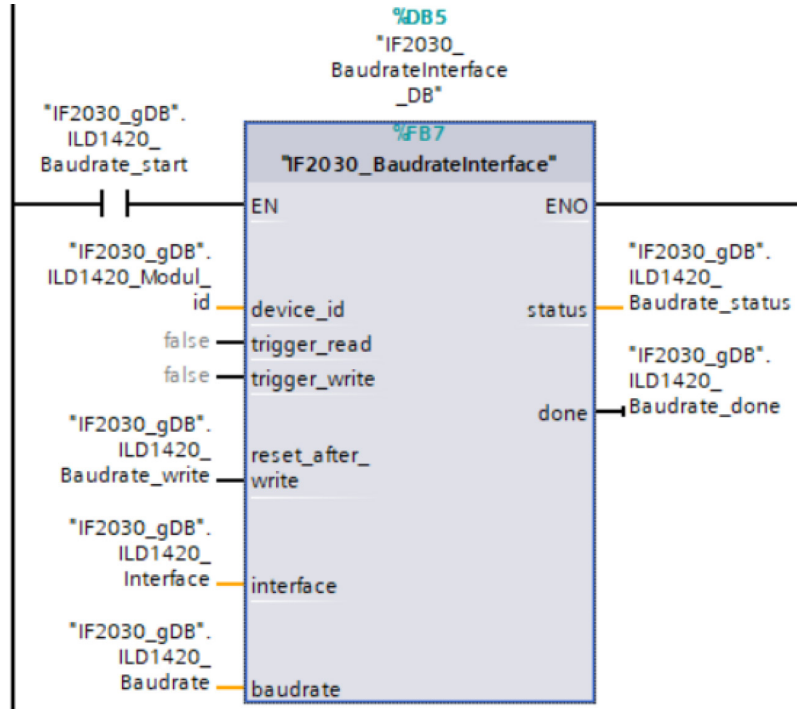 %DB5
"IF2030_
BaudrateInterface
_DB"
"IF2030_gDB".
ILD1420_
Baudrate_start
%FB7
"IF2030_BaudrateInterface"
EN
ENO
"IF2030_gDB".
ILD1420_Modul_
id
device_id
status
"IF2030_gDB".
ILD1420_
Baudrate_status
false
trigger_read
false
trigger_write
done
"IF2030_gDB".
ILD1420_
Baudrate_done
"IF2030_gDB".
ILD1420_
Baudrate_write
reset_after_
write
"IF2030_gDB".
ILD1420_
Interface
interface
"IF2030_gDB".
ILD1420_
Baudrate
baudrate